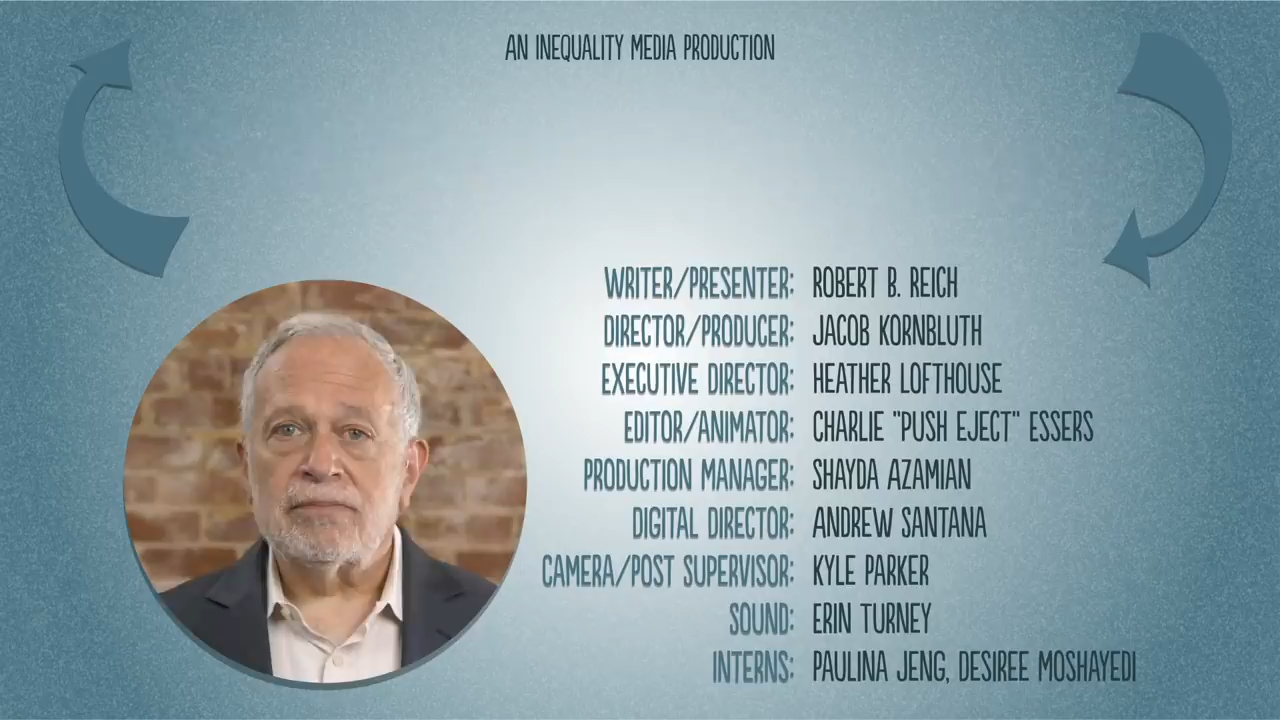 AN INEQUALITY MEDIA PRODUCTION
WRITER/PRESENTER: ROBERT B. REICH
DIRECTOR/PRODUCER: JACOB KORNBLUTH
EXECUTIVE DIRECTOR: HEATHER LOFTHOUSE
EDITOR/ANIMATOR: CHARLIE "PUSH EJECT" ESSERS
PRODUCTION MANAGER: SHAYDA AZAMIAN
DIGITAL DIRECTOR: ANDREW SANTANA
CAMERA/POST SUPERVISOR: KYLE PARKER
SOUND: ERIN TURNEY
INTERNS: PAULINA JENG, DESIREE MOSHAYEDI